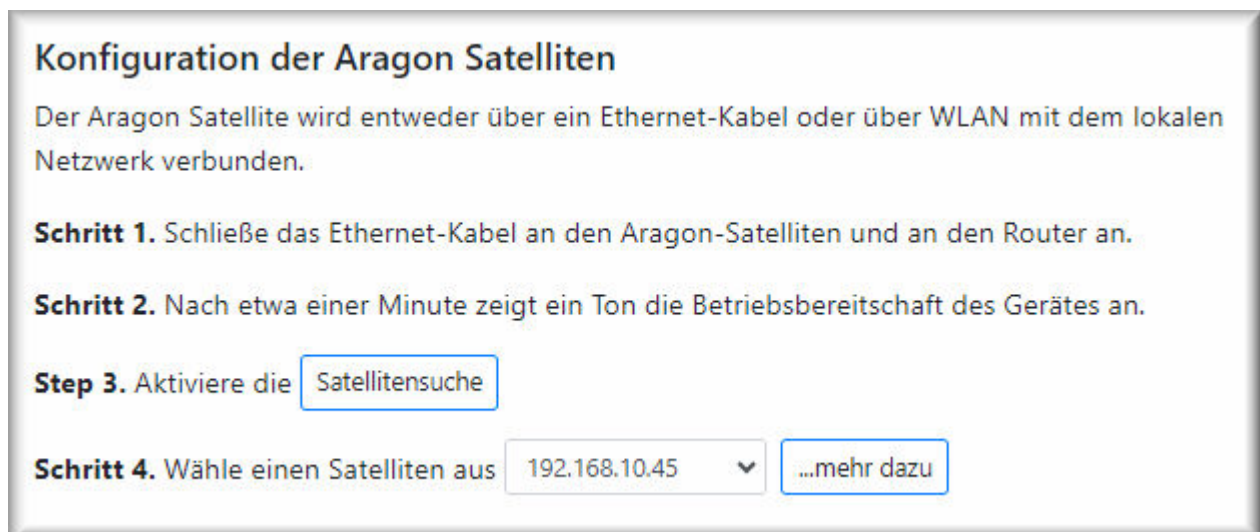 Konfiguration der Aragon Satelliten
Der Aragon Satellite wird entweder über ein Ethernet-Kabel oder über WLAN mit dem lokalen
Netzwerk verbunden.
Schritt 1. Schließe das Ethernet-Kabel an den Aragon-Satelliten und an den Router an.
Schritt 2. Nach etwa einer Minute zeigt ein Ton die Betriebsbereitschaft des Gerätes an.
Step 3. Aktiviere die Satellitensuche
Schritt 4. Wähle einen Satelliten aus 192.168.10.45 ...mehr dazu